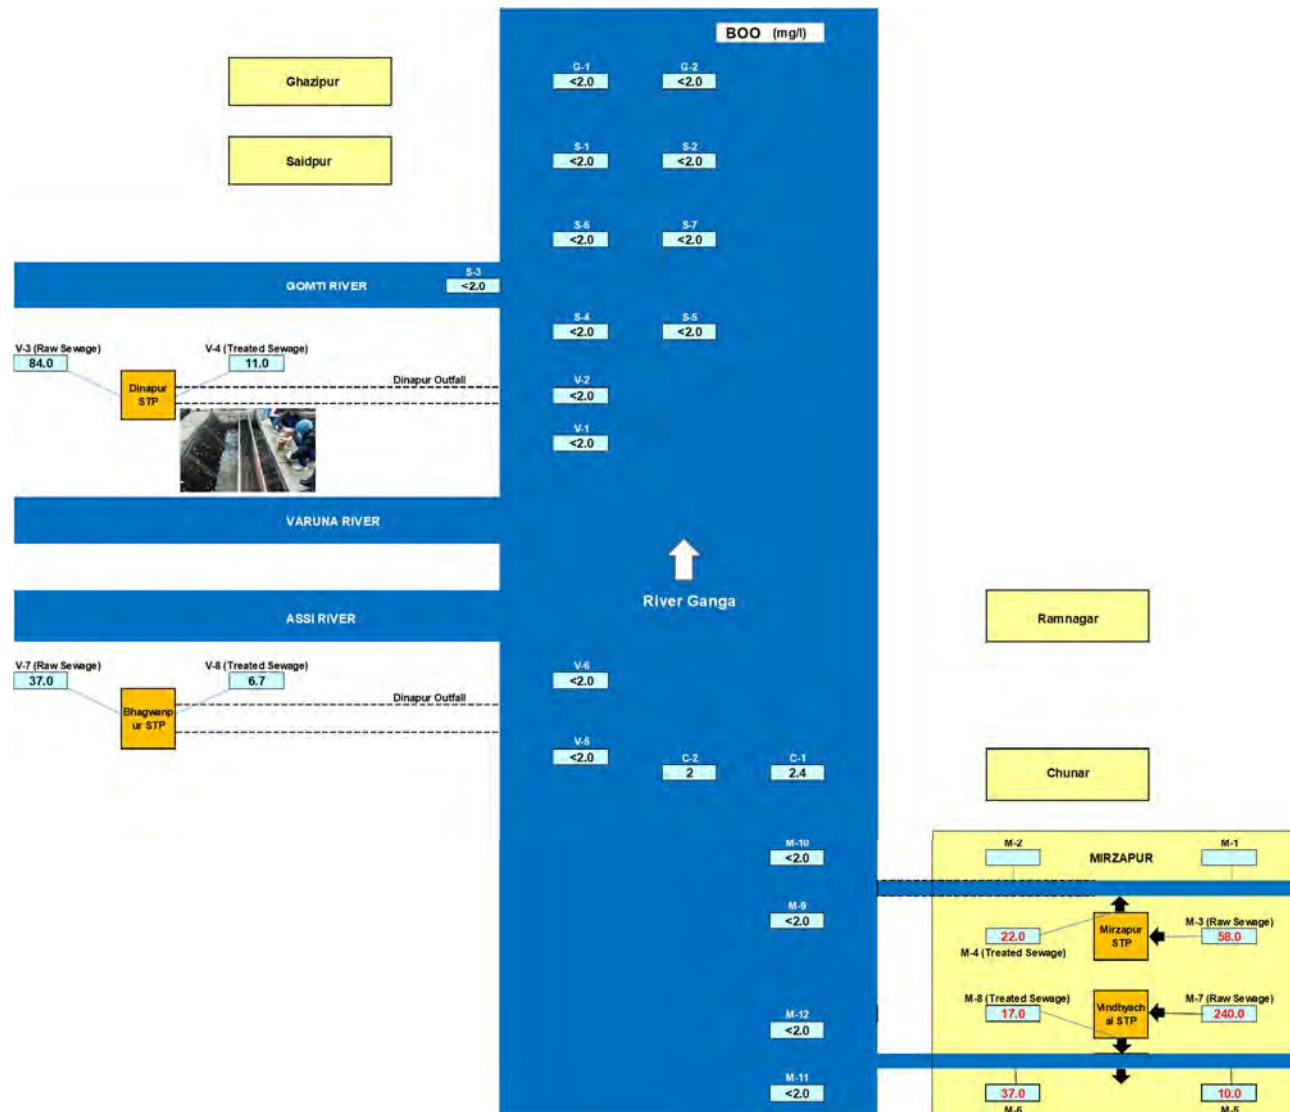 BOO (mg/l)
G-1 G-2
<2.0 <2.0
Ghazipur
S-1 S-2
<2.0 <2.0
Saidpur
S-6 S-7
<2.0 <2.0
S-3
<2.0
GOMTI RIVER
S-4 S-5
<2.0 <2.0
V-3 (Raw Sewage) V-4 (Treated Sewage)
84.0 11.0
Dinapur
STP
Dinapur Outfall
V-2
<2.0
V-1
<2.0
VARUNA RIVER
River Ganga
ASSI RIVER
Ramnagar
V-7 (Raw Sewage) V-8 (Treated Sewage)
37.0 6.7
V-6
<2.0
Bhagwanp
ur STP
Dinapur Outfall
V-5
<2.0
C-2 C-1
2 2.4
Chunar
M-10
<2.0
M-2 MIRZAPUR M-1
M-9
<2.0
M-3 (Raw Sewage)
22.0 Mirzapur 58.0
STP
M-4 (Treated Sewage)
M-8 (Treated Sewage) M-7 (Raw Sewage)
17.0 Vindhyach 240.0
al STP
M-12
<2.0
M-11
<2.0
37.0 10.0
M-6 M-5